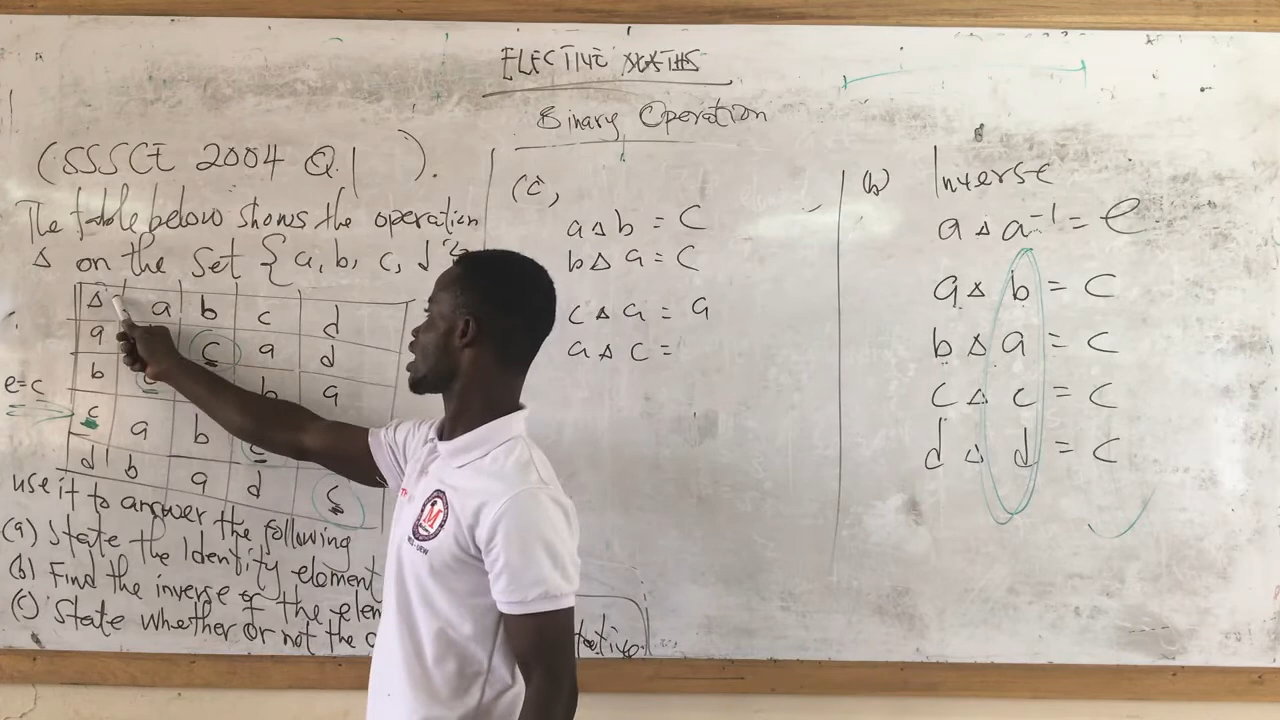 ELECTIVE MATHS
Binary Operation
(SSSCE 2004 Q.1 ).
The table below shows the operation
Δ on the set {a, b, c, d
Δ a b c d
a c a d
b c b a
e=c
c a b c
d b a d c
use it to answer the following
(a) State the Identity element
(b) Find the inverse of the
(c) State whether or not the
(c)
a Δ b = C
b Δ a = C
c Δ a = a
a Δ c =
(b) Inverse
a Δ a⁻¹ = e
a Δ b = C
b Δ a = C
c Δ c = C
d Δ d = C
M